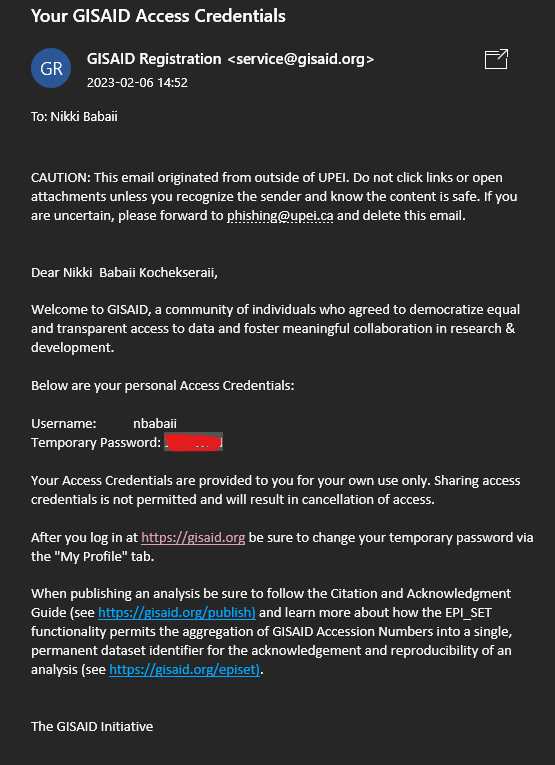 Your GISAID Access Credentials
GR
GISAID Registration <service@gisaid.org>
2023-02-06 14:52
To: Nikki Babaii
CAUTION: This email originated from outside of UPEI. Do not click links or open
attachments unless you recognize the sender and know the content is safe. If you
are uncertain, please forward to phishing@upei.ca and delete this email.
Dear Nikki  Babaii Kochekseraii,
Welcome to GISAID, a community of individuals who agreed to democratize equal
and transparent access to data and foster meaningful collaboration in research &
development.
Below are your personal Access Credentials:
Username: nbabaii
Temporary Password:
Your Access Credentials are provided to you for your own use only. Sharing access
credentials is not permitted and will result in cancellation of access.
After you log in at https://gisaid.org be sure to change your temporary password via
the "My Profile" tab.
When publishing an analysis be sure to follow the Citation and Acknowledgment
Guide (see https://gisaid.org/publish) and learn more about how the EPI_SET
functionality permits the aggregation of GISAID Accession Numbers into a single,
permanent dataset identifier for the acknowledgement and reproducibility of an
analysis (see https://gisaid.org/episet).
The GISAID Initiative